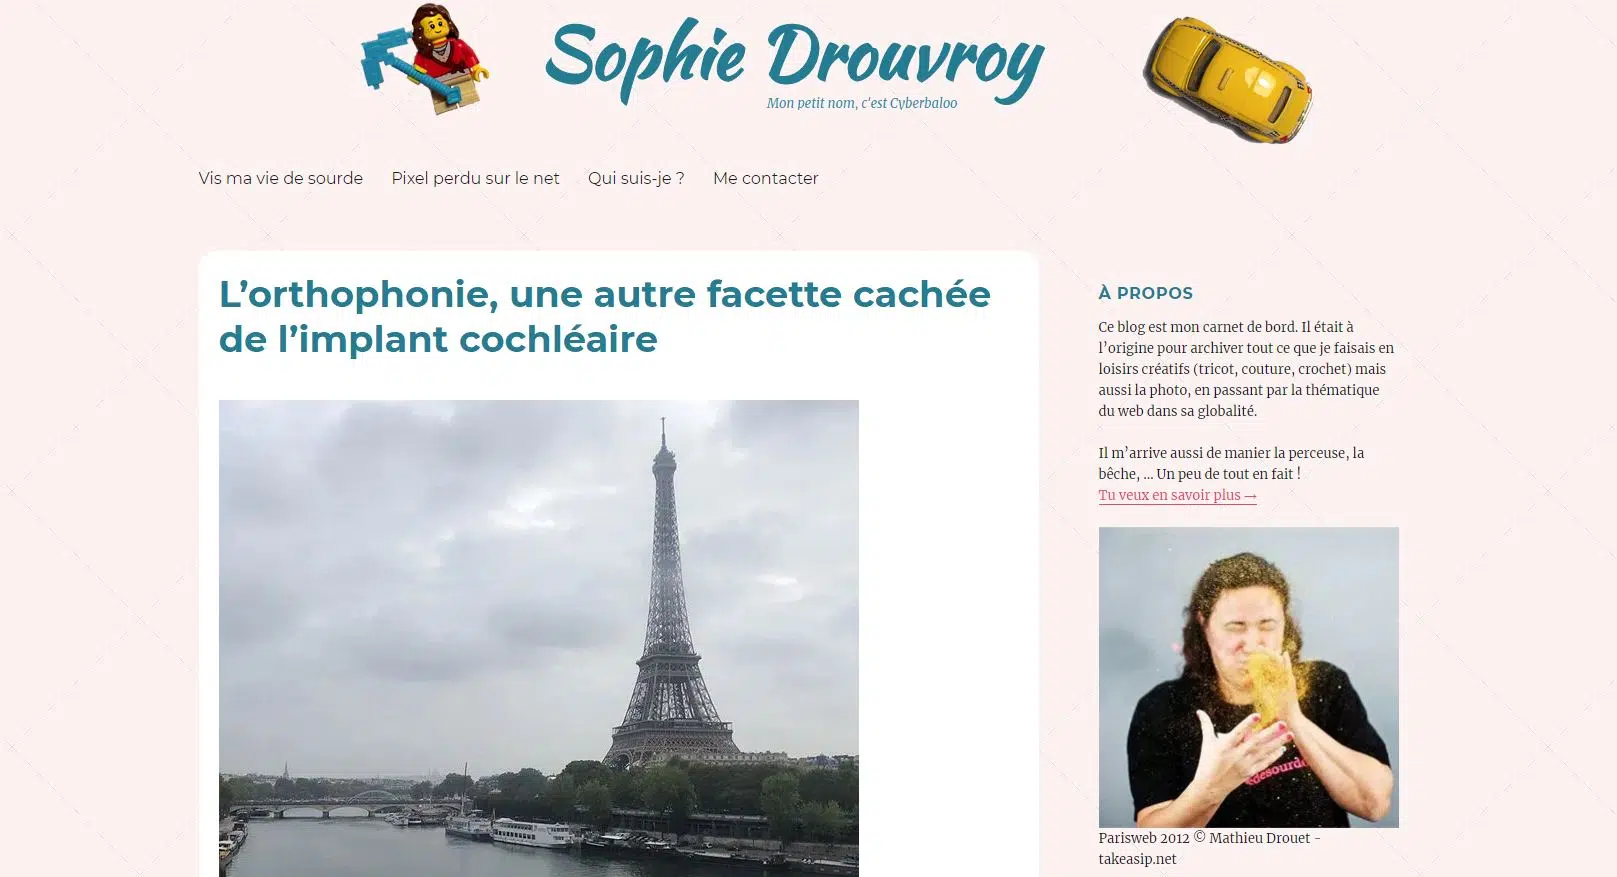 Sophie Drouvroy
Mon petit nom, c'est Cyberbaloo
Vis ma vie de sourde
Pixel perdu sur le net
Qui suis-je ?
Me contacter
L’orthophonie, une autre facette cachée
de l’implant cochléaire
À PROPOS
Ce blog est mon carnet de bord. Il était à
l’origine pour archiver tout ce que je faisais en
loisirs créatifs (tricot, couture, crochet) mais
aussi la photo, en passant par la thématique
du web dans sa globalité.
Il m’arrive aussi de manier la perceuse, la
bêche, … Un peu de tout en fait !
Tu veux en savoir plus →
Parisweb 2012 © Mathieu Drouet -
takeasip.net